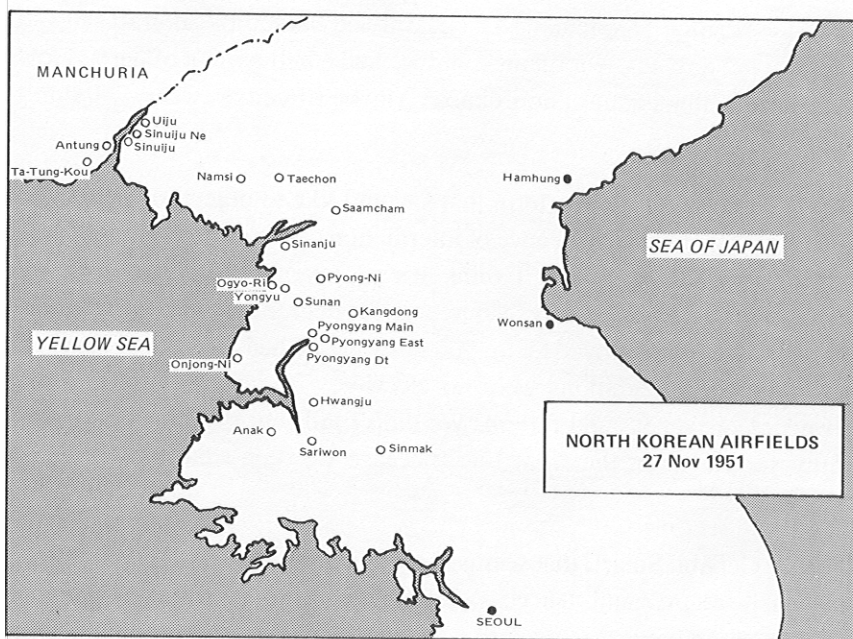 MANCHURIA
Uiju
Sinuiju Ne
Antung
Sinuiju
Ta-Tung-Kou
Namsi
Taechon
Hamhung
Saamcham
Sinanju
SEA OF JAPAN
Pyong-Ni
Ogyo-Ri
Yongyu
Sunan
Kangdong
Wonsan
Pyongyang Main
YELLOW SEA
Pyongyang East
Pyongyang Dt
Onjong-Ni
Hwangju
Anak
Sariwon
Sinmak
NORTH KOREAN AIRFIELDS
27 Nov 1951
SEOUL